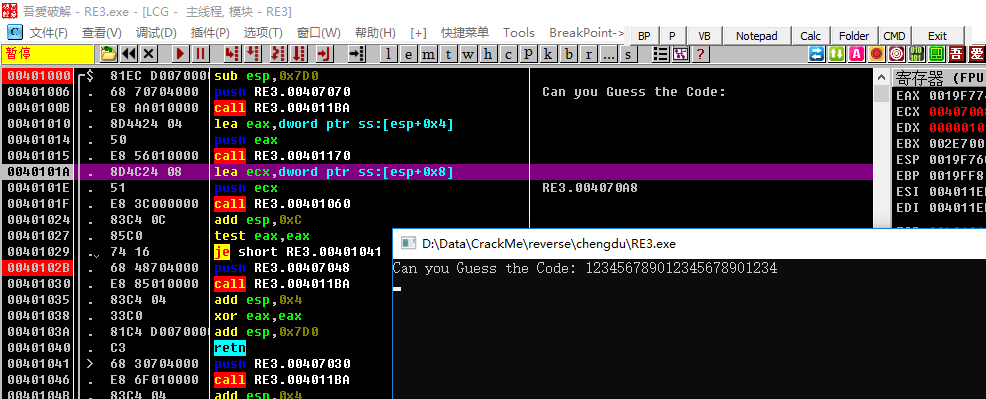 吾愛破解 - RE3.exe - [LCG - 主线程, 模块 - RE3]
C 文件(F) 查看(V) 调试(D) 插件(P) 选项(T) 窗口(W) 帮助(H) [+] 快捷菜单 Tools BreakPoint-> BP P VB Notepad Calc Folder CMD Exit
暂停 l e m t w h c p k b r ... s ? 吾 爱
00401000 $ 81EC D0070000 sub esp,0x7D0 寄存器 (FPU
00401006 . 68 70704000 push RE3.00407070 Can you Guess the Code: EAX 0019F77
0040100B . E8 AA010000 call RE3.004011BA ECX 004070A8
00401010 . 8D4424 04 lea eax,dword ptr ss:[esp+0x4] EDX 0000010
00401014 . 50 push eax EBX 002E700
00401015 . E8 56010000 call RE3.00401170 ESP 0019F76
0040101A . 8D4C24 08 lea ecx,dword ptr ss:[esp+0x8] EBP 0019FF8
0040101E . 51 push ecx RE3.004070A8 ESI 004011E
0040101F . E8 3C000000 call RE3.00401060 EDI 004011E
00401024 . 83C4 0C add esp,0xC
00401027 . 85C0 test eax,eax
00401029 . 74 16 je short RE3.00401041
0040102B . 68 48704000 push RE3.00407048
00401030 . E8 85010000 call RE3.004011BA
00401035 . 83C4 04 add esp,0x4
00401038 . 33C0 xor eax,eax
0040103A . 81C4 D0070000 add esp,0x7D0
00401040 . C3 retn
00401041 > 68 30704000 push RE3.00407030
00401046 . E8 6F010000 call RE3.004011BA
0040104B . 83C4 04 add esp,0x4
D:\Data\CrackMe\reverse\chengdu\RE3.exe
Can you Guess the Code: 123456789012345678901234